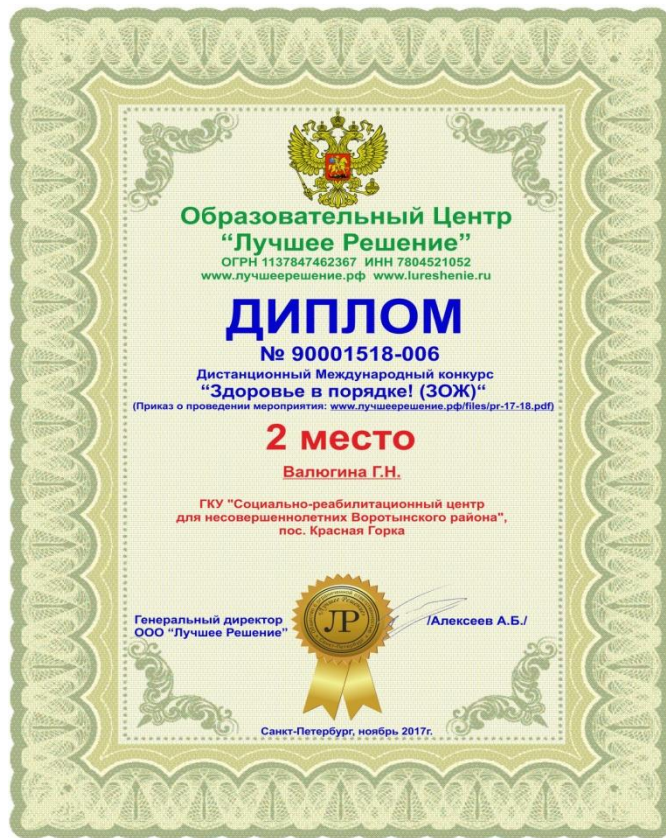 Образовательный Центр
“Лучшее Решение”
ОГРН 1137847462367 ИНН 7804521052
www.лучшеерешение.рф www.lureshenie.ru
ДИПЛОМ
№ 90001518-006
Дистанционный Международный конкурс
“Здоровье в порядке! (ЗОЖ)“
(Приказ о проведении мероприятия: www.лучшеерешение.рф/files/pr-17-18.pdf)
2 место
Валюгина Г.Н.
ГКУ "Социально-реабилитационный центр
для несовершеннолетних Воротынского района",
пос. Красная Горка
Генеральный директор
ООО “Лучшее Решение”
ЛР
/Алексеев А.Б./
Санкт-Петербург, ноябрь 2017г.